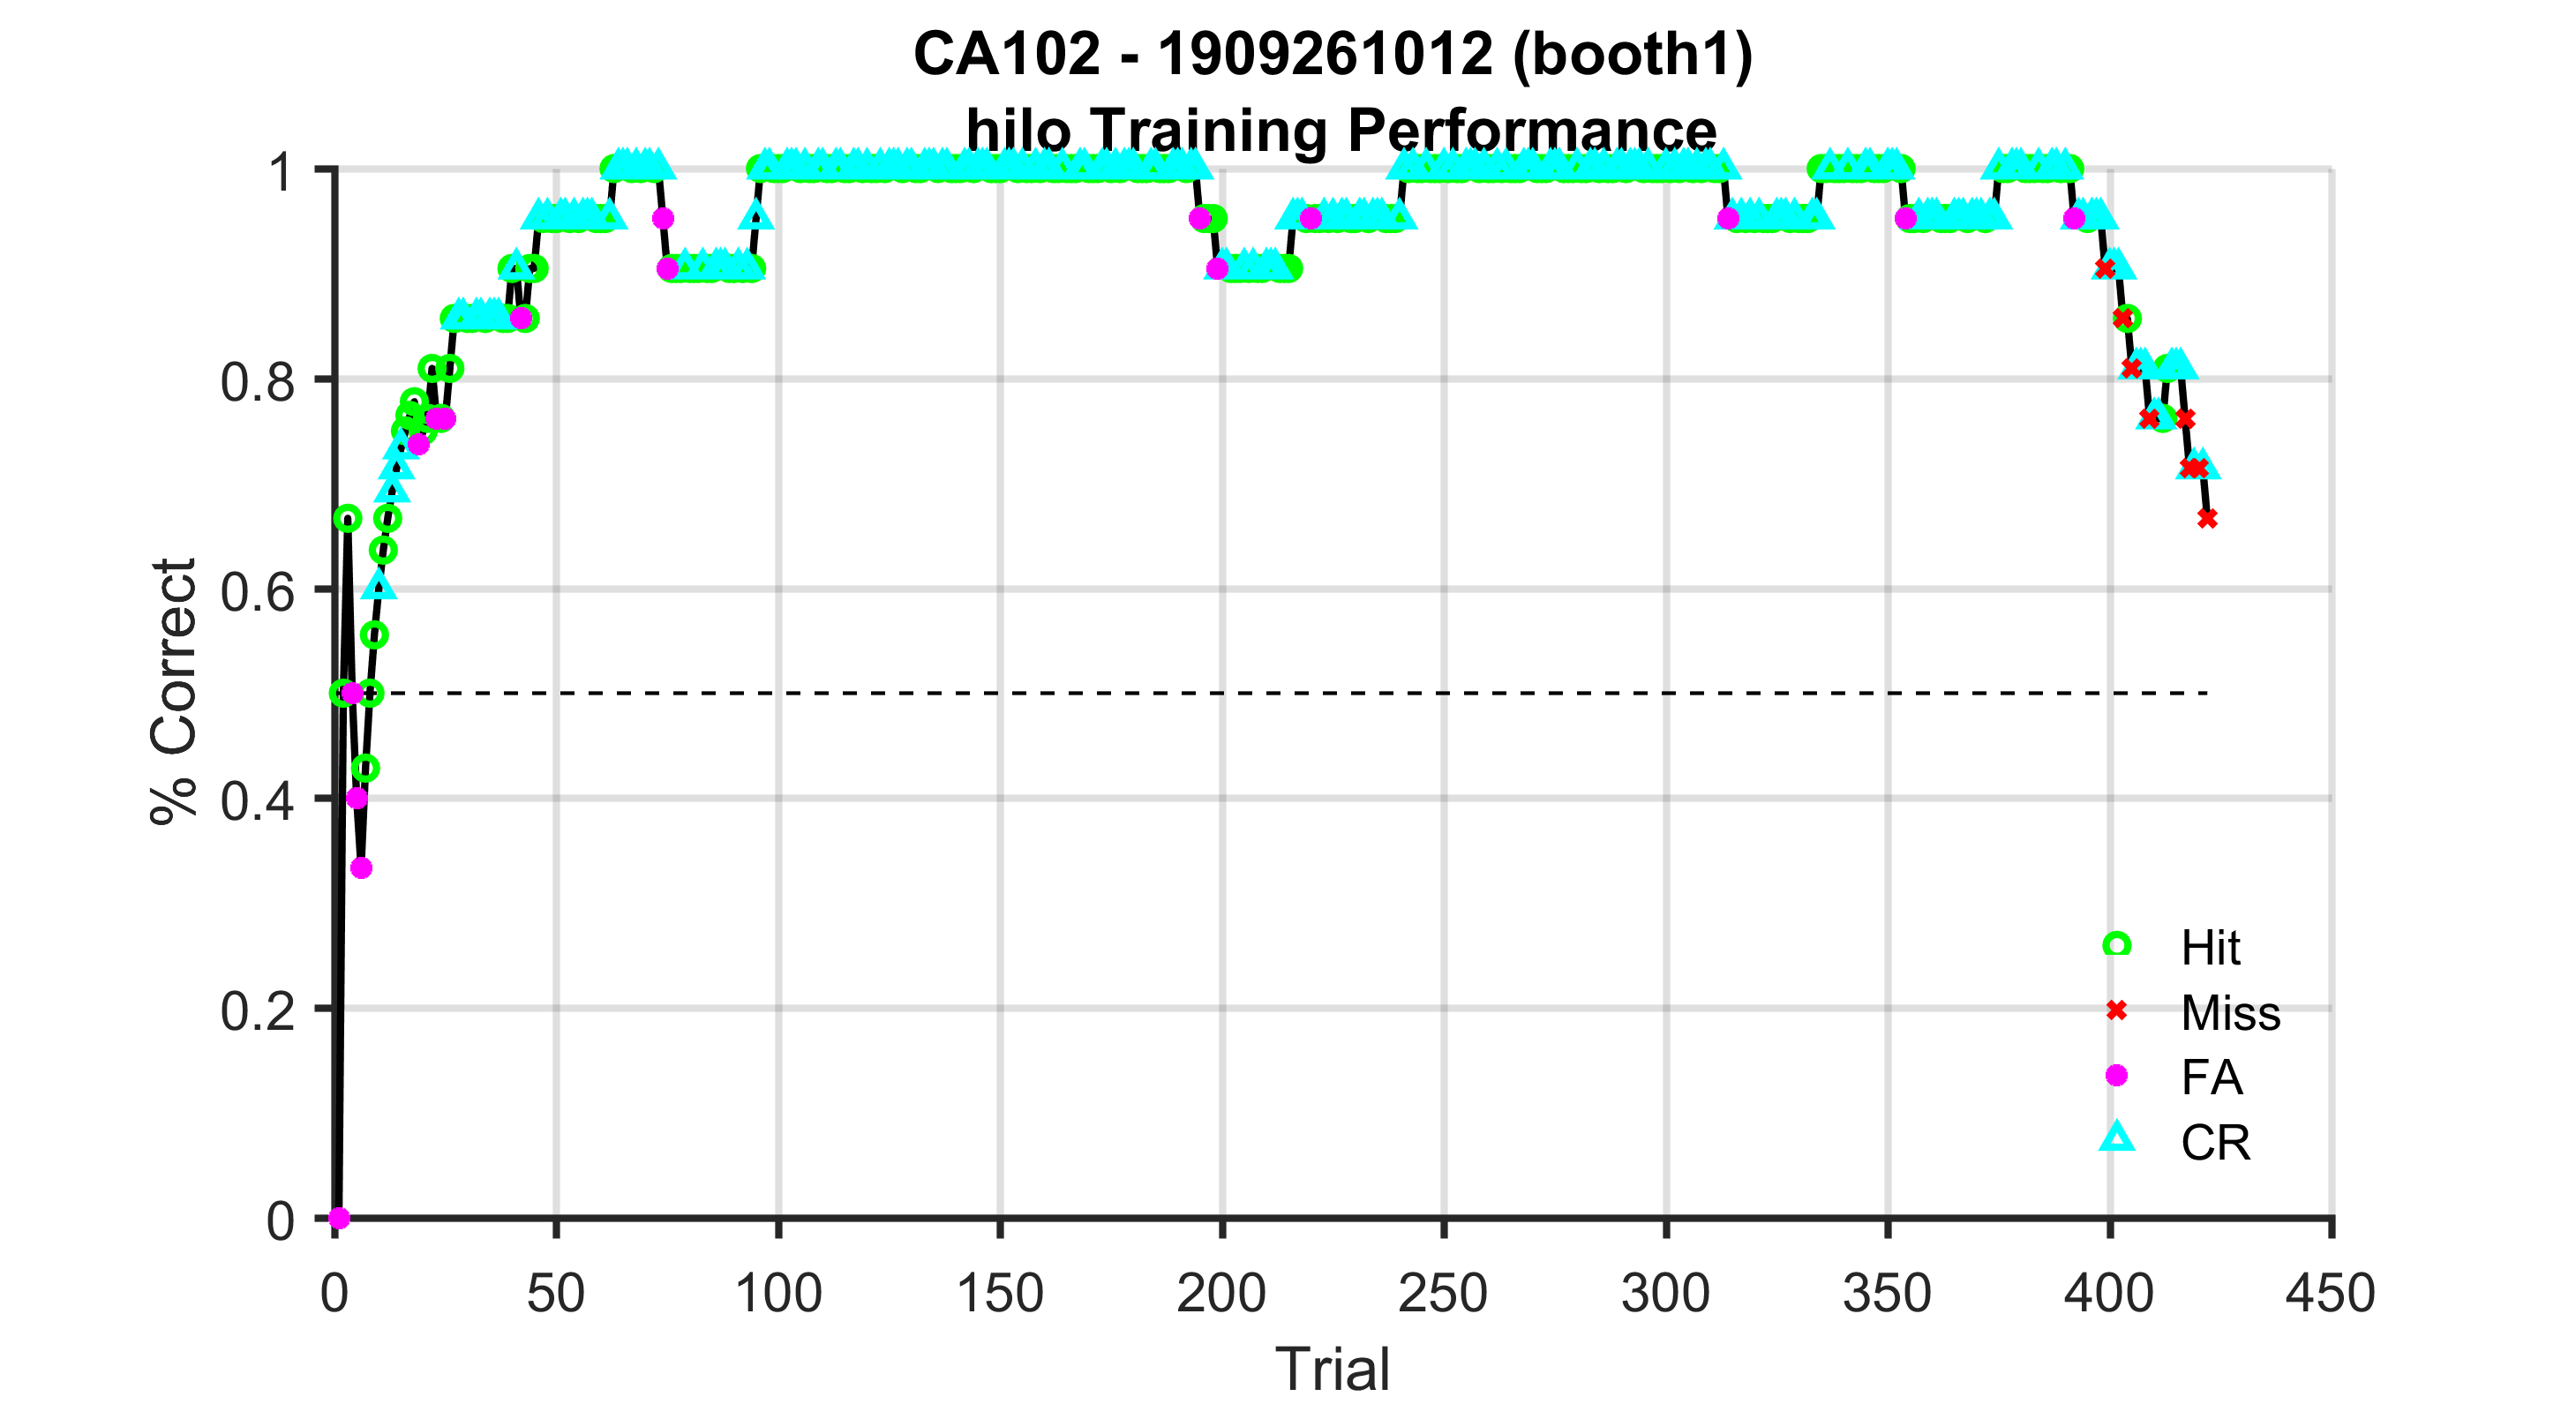 CA102 - 1909261012 (booth1)
hilo Training Performance
1
0.8
0.6
0.4
0.2
0
% Correct
0
50
100
150
200
250
300
350
400
450
Trial
Hit
Miss
FA
CR